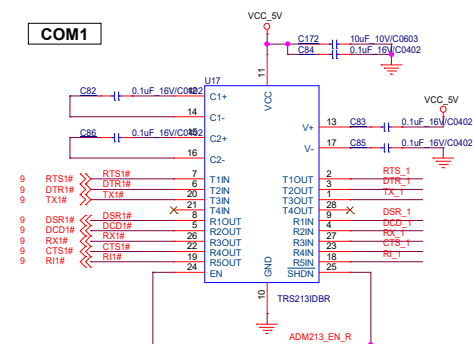 VCC_5V
COM1
C172 10uF_10V/C0603
C84 0.1uF_16V/C0402
U17
11
VCC
VCC_5V
C82 0.1uF_16V/C0402
C1+
14 C1-
C86 0.1uF_16V/C0402
C2+
16 C2-
V+ 13 C83 0.1uF_16V/C0402
V- 17 C85 0.1uF_16V/C0402
9 RTS1# RTS1# 7 T1IN T1OUT 2 RTS_1
9 DTR1# DTR1# 6 T2IN T2OUT 3 DTR_1
9 TX1# TX1# 20 T3IN T3OUT 1 TX_1
21 T4IN T4OUT 28
9 DSR1# DSR1# 8 R1OUT R1IN 9 DSR_1
9 DCD1# DCD1# 5 R2OUT R2IN 4 DCD_1
9 RX1# RX1# 26 R3OUT R3IN 27 RX_1
9 CTS1# CTS1# 22 R4OUT R4IN 23 CTS_1
9 RI1# RI1# 19 R5OUT R5IN 18 RI_1
24 EN SHDN 25
GND
10
TRS213IDBR
ADM213_EN_R